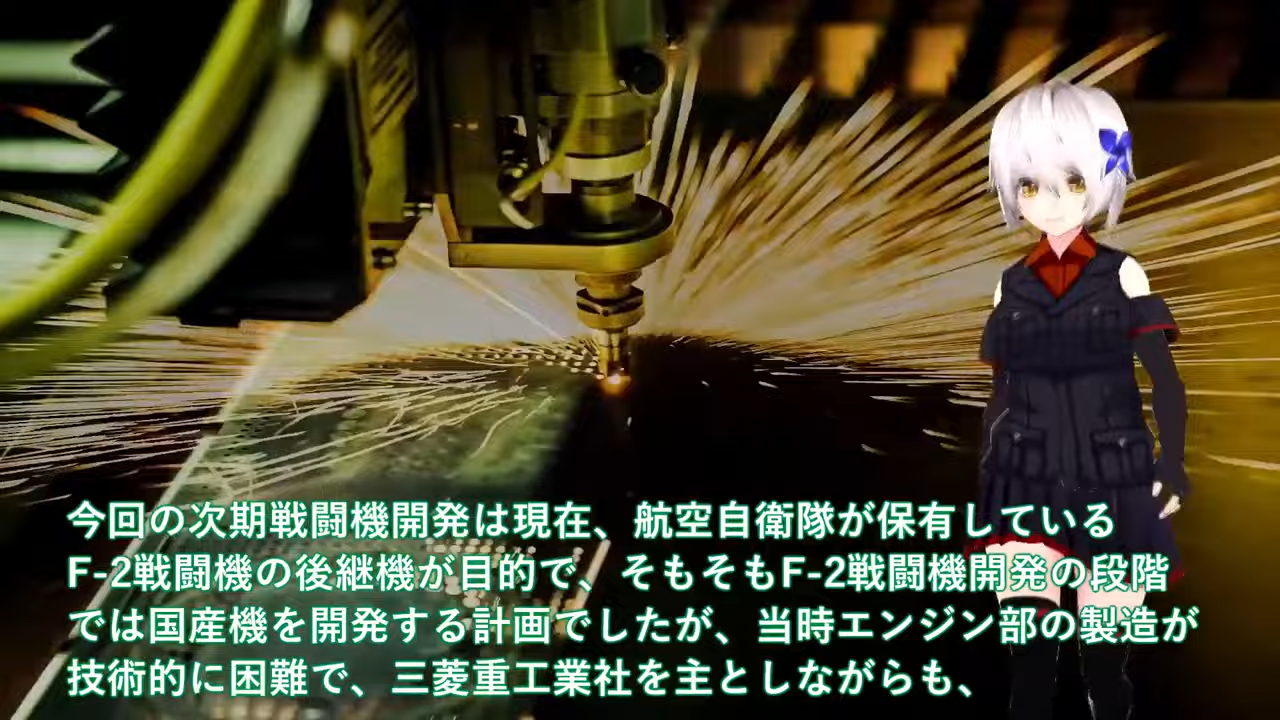 今回の次期戦闘機開発は現在、航空自衛隊が保有している
F-2戦闘機の後継機が目的で、そもそもF-2戦闘機開発の段階
では国産機を開発する計画でしたが、当時エンジン部の製造が
技術的に困難で、三菱重工業社を主としながらも、